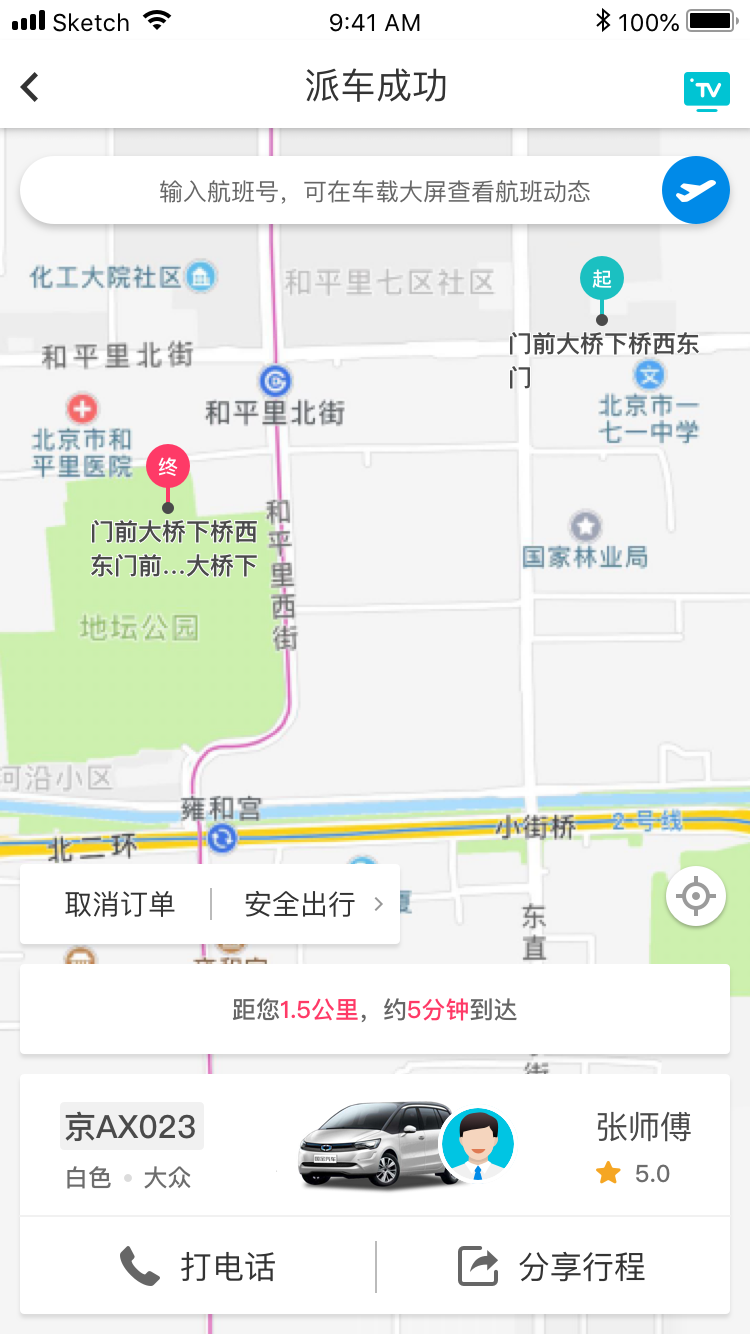 Sketch
9:41 AM
100%
派车成功
TV
输入航班号，可在车载大屏查看航班动态
化工大院社区
和平里七区社区
起
门前大桥下桥西东
门
和平里北街
和平里北街
文
北京市一
七一中学
北京市和
平里医院
终
门前大桥下桥西
东门前...大桥下
和平里西街
国家林业局
地坛公园
河沿小区
雍和宫
小街桥
2号线
北二环
取消订单
安全出行
东直
距您1.5公里，约5分钟到达
街
京AX023
白色
大众
张师傅
5.0
打电话
分享行程